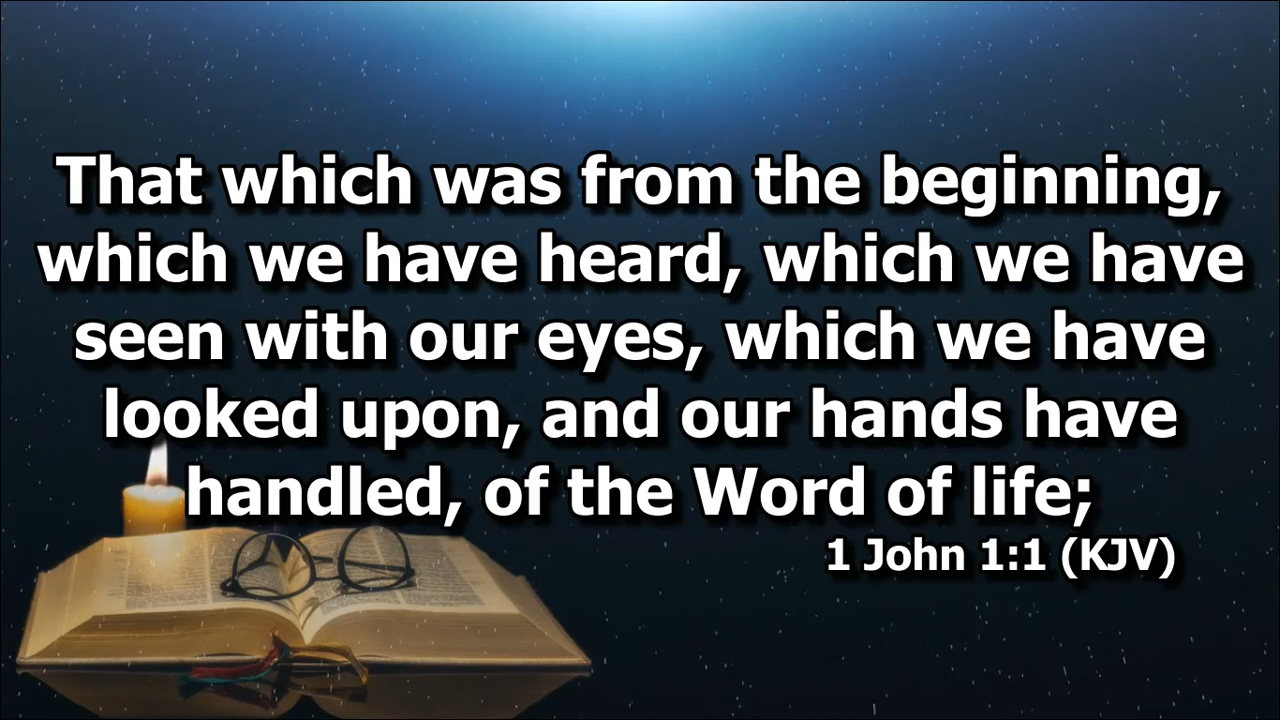 That which was from the beginning,
which we have heard, which we have
seen with our eyes, which we have
looked upon, and our hands have
handled, of the Word of life;
1 John 1:1 (KJV)